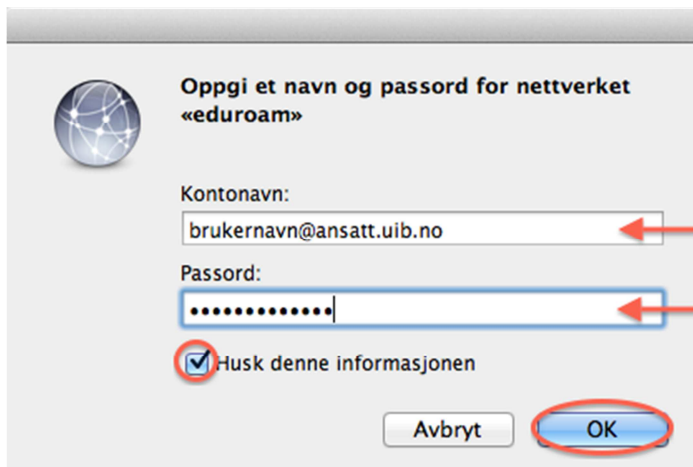 Oppgi et navn og passord for nettverket
«eduroam»
Kontonavn:
brukernavn@ansatt.uib.no
Passord:
•••••••••••••
Husk denne informasjonen
Avbryt
OK